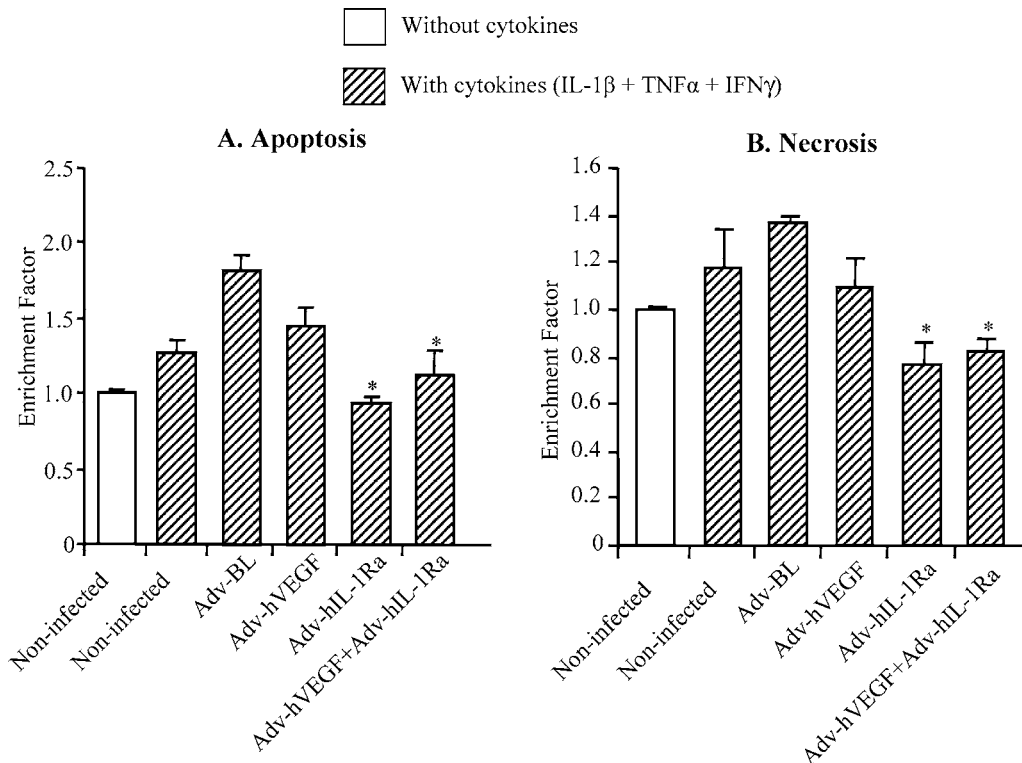 Without cytokines
With cytokines (IL-1β + TNFα + IFNγ)
A. Apoptosis
Enrichment Factor
2.5
2.0
1.5
1.0
0.5
0
Non-infected
Non-infected
Adv-BL
Adv-hVEGF
Adv-hIL-1Ra
Adv-hVEGF+Adv-hIL-1Ra
*
*
B. Necrosis
Enrichment Factor
1.6
1.4
1.2
1.0
0.8
0.6
0.4
0.2
0
Non-infected
Non-infected
Adv-BL
Adv-hVEGF
Adv-hIL-1Ra
Adv-hVEGF+Adv-hIL-1Ra
*
*